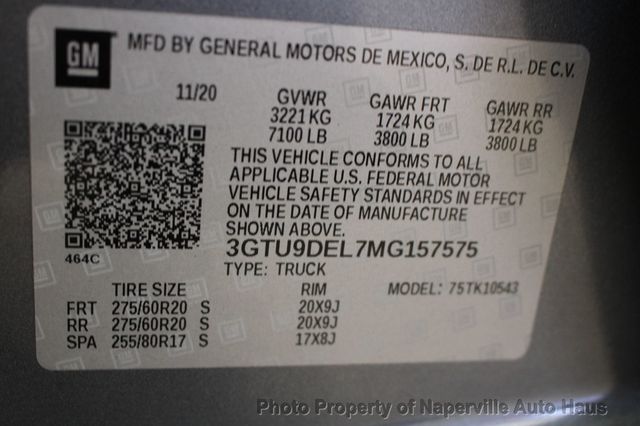 GM
MFD BY GENERAL MOTORS DE MEXICO, S. DE R.L. DE C.V.
11/20 GVWR GAWR FRT GAWR RR
3221 KG 1724 KG 1724 KG
7100 LB 3800 LB 3800 LB
THIS VEHICLE CONFORMS TO ALL
APPLICABLE U.S. FEDERAL MOTOR
VEHICLE SAFETY STANDARDS IN EFFECT
ON THE DATE OF MANUFACTURE
SHOWN ABOVE.
464C
3GTU9DEL7MG157575
TYPE: TRUCK
TIRE SIZE RIM MODEL: 75TK10543
FRT 275/60R20 S 20X9J
RR 275/60R20 S 20X9J
SPA 255/80R17 S 17X8J
Photo Property of Naperville Auto Haus